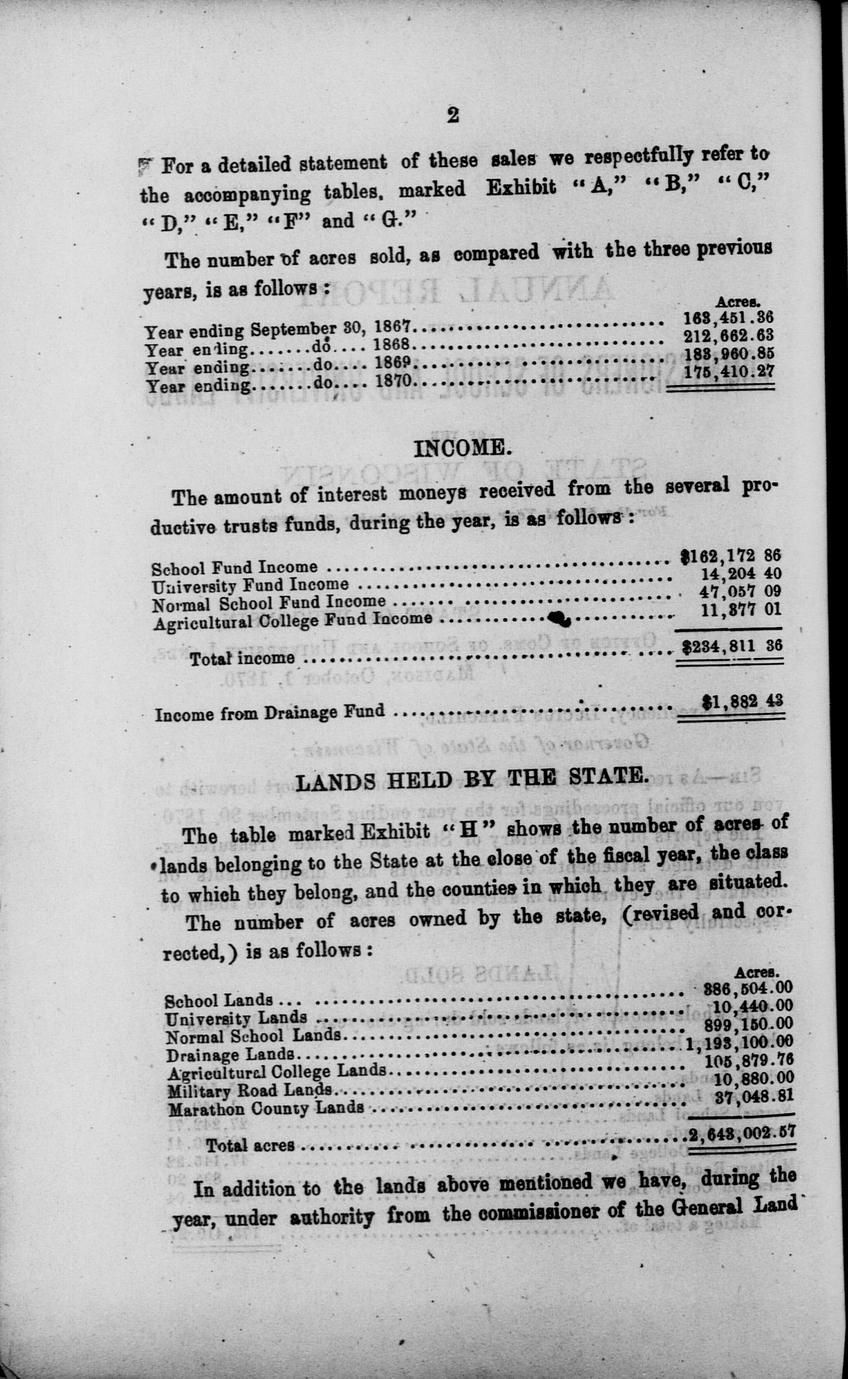 2
For a detailed statement of these sales we respectfully refer to
the accompanying tables, marked Exhibit "A," "B," "C,"
"D," "E," "F" and "G."
The number of acres sold, as compared with the three previous
years, is as follows :
Acres.
Year ending September 30, 1867............................ 163,451.36
Year ending.......do.... 1868............................ 212,662.63
Year ending.......do.... 1869............................ 183,960.85
Year ending.......do.... 1870............................ 175,410.27
INCOME.
The amount of interest moneys received from the several pro-
ductive trusts funds, during the year, is as follows :
School Fund Income ...................................... $162,172 86
University Fund Income ................................... 14,204 40
Normal School Fund Income ............................... 47,057 09
Agricultural College Fund Income .......................... 11,377 01
Total income .......................................... $234,811 36
Income from Drainage Fund ............................... $1,882 43
LANDS HELD BY THE STATE.
The table marked Exhibit "H" shows the number of acres of
lands belonging to the State at the close of the fiscal year, the class
to which they belong, and the counties in which they are situated.
The number of acres owned by the state, (revised and cor-
rected,) is as follows :
Acres.
School Lands ... ......................................... 386,504.00
University Lands ......................................... 10,440.00
Normal School Lands...................................... 899,150.00
Drainage Lands.......................................... 1,193,100.00
Agricultural College Lands................................. 105,879.76
Military Road Lands....................................... 10,880.00
Marathon County Lands ................................... 37,048.81
Total acres ........... ............... ............2,643,002.57
In addition to the lands above mentioned we have, during the
year, under authority from the commissioner of the General Land